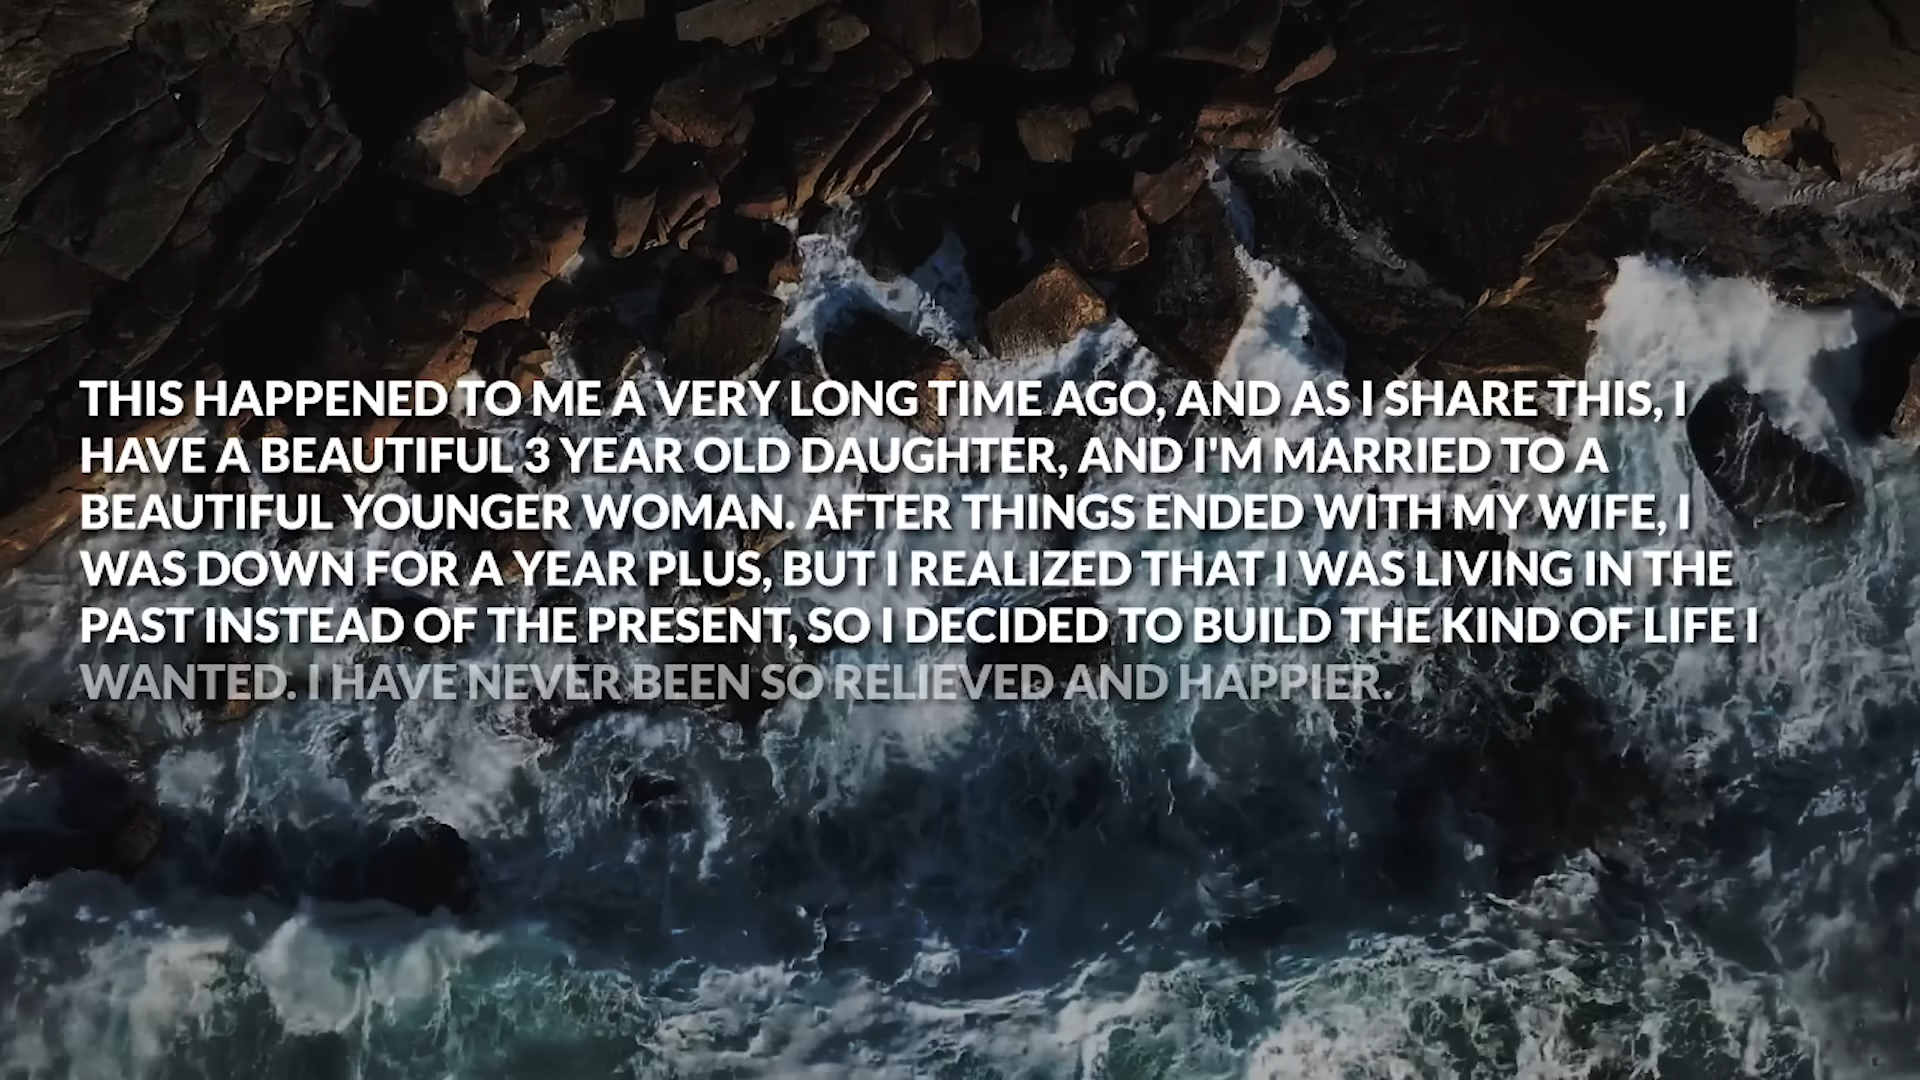 THIS HAPPENED TO ME A VERY LONG TIME AGO, AND AS I SHARE THIS, I
HAVE A BEAUTIFUL 3 YEAR OLD DAUGHTER, AND I'M MARRIED TO A
BEAUTIFUL YOUNGER WOMAN. AFTER THINGS ENDED WITH MY WIFE, I
WAS DOWN FOR A YEAR PLUS, BUT I REALIZED THAT I WAS LIVING IN THE
PAST INSTEAD OF THE PRESENT, SO I DECIDED TO BUILD THE KIND OF LIFE I
WANTED. I HAVE NEVER BEEN SO RELIEVED AND HAPPIER.